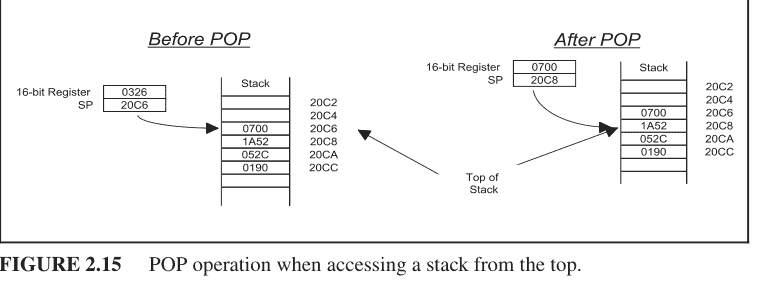 Before POP
After POP
16-bit Register 0326
SP 20C6
Stack
20C2
20C4
0700 20C6
1A52 20C8
052C 20CA
0190 20CC
16-bit Register 0700
SP 20C8
Stack
20C2
20C4
0700 20C6
1A52 20C8
052C 20CA
0190 20CC
Top of
Stack
FIGURE 2.15 POP operation when accessing a stack from the top.